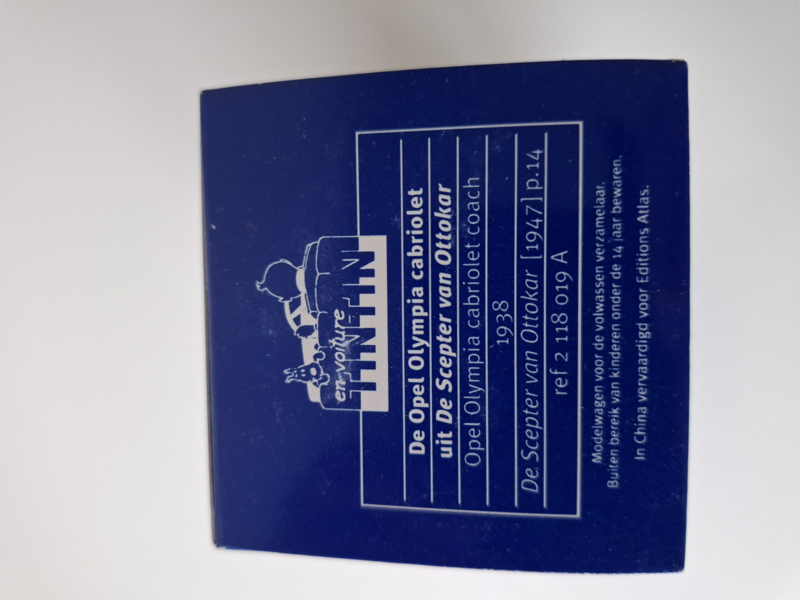 en voiture
TINTIN
De Opel Olympia cabriolet
uit De Scepter van Ottokar
Opel Olympia cabriolet coach
1938
De Scepter van Ottokar [1947] p.14
ref 2 118 019 A
Modelwagen voor de volwassen verzamelaar.
Buiten bereik van kinderen onder de 14 jaar bewaren.
In China vervaardigd voor Editions Atlas.